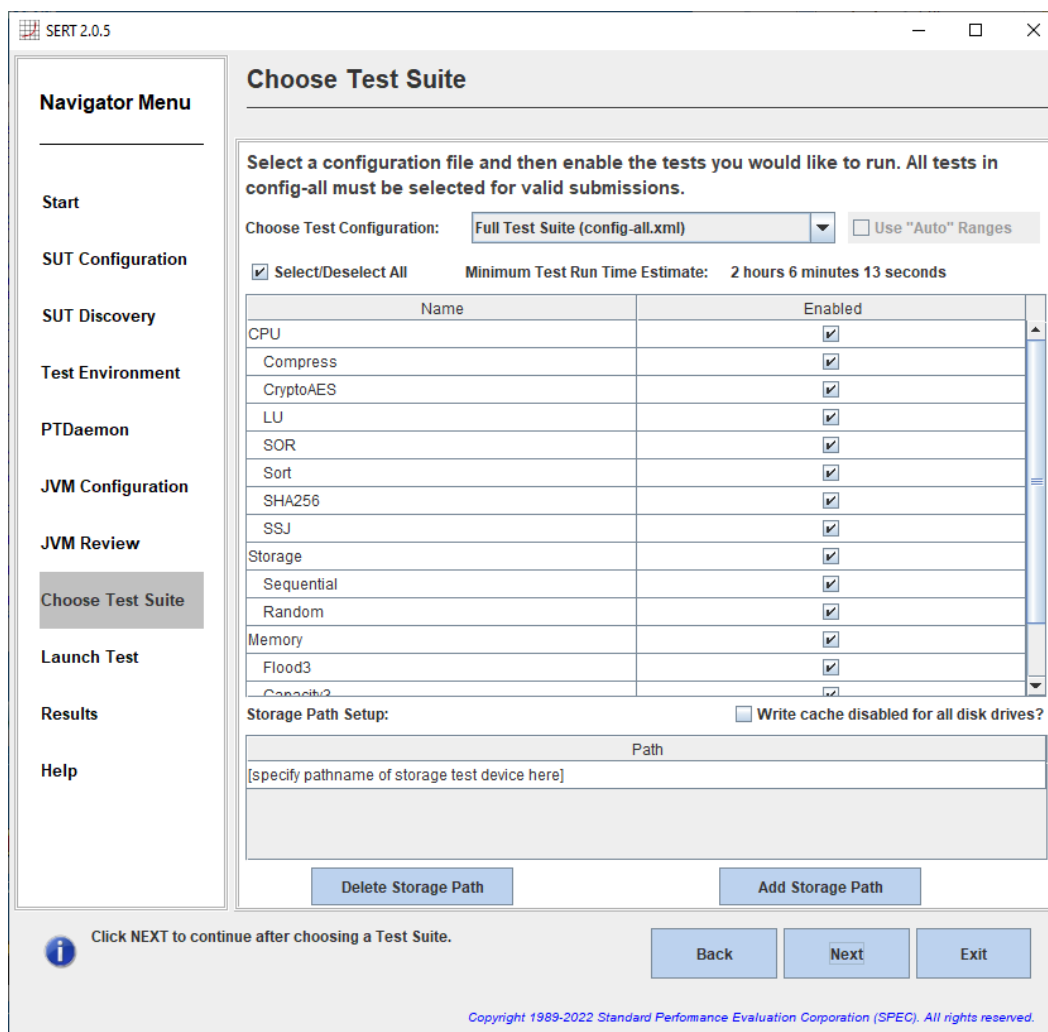 SERT 2.0.5
Navigator Menu
Start
SUT Configuration
SUT Discovery
Test Environment
PTDaemon
JVM Configuration
JVM Review
Choose Test Suite
Launch Test
Results
Help
Choose Test Suite
Select a configuration file and then enable the tests you would like to run. All tests in
config-all must be selected for valid submissions.
Choose Test Configuration: Full Test Suite (config-all.xml) Use "Auto" Ranges
Select/Deselect All Minimum Test Run Time Estimate: 2 hours 6 minutes 13 seconds
Name Enabled
CPU
Compress
CryptoAES
LU
SOR
Sort
SHA256
SSJ
Storage
Sequential
Random
Memory
Flood3
Capacity3
Storage Path Setup: Write cache disabled for all disk drives?
Path
[specify pathname of storage test device here]
Delete Storage Path Add Storage Path
Click NEXT to continue after choosing a Test Suite.
Back Next Exit
Copyright 1989-2022 Standard Performance Evaluation Corporation (SPEC). All rights reserved.